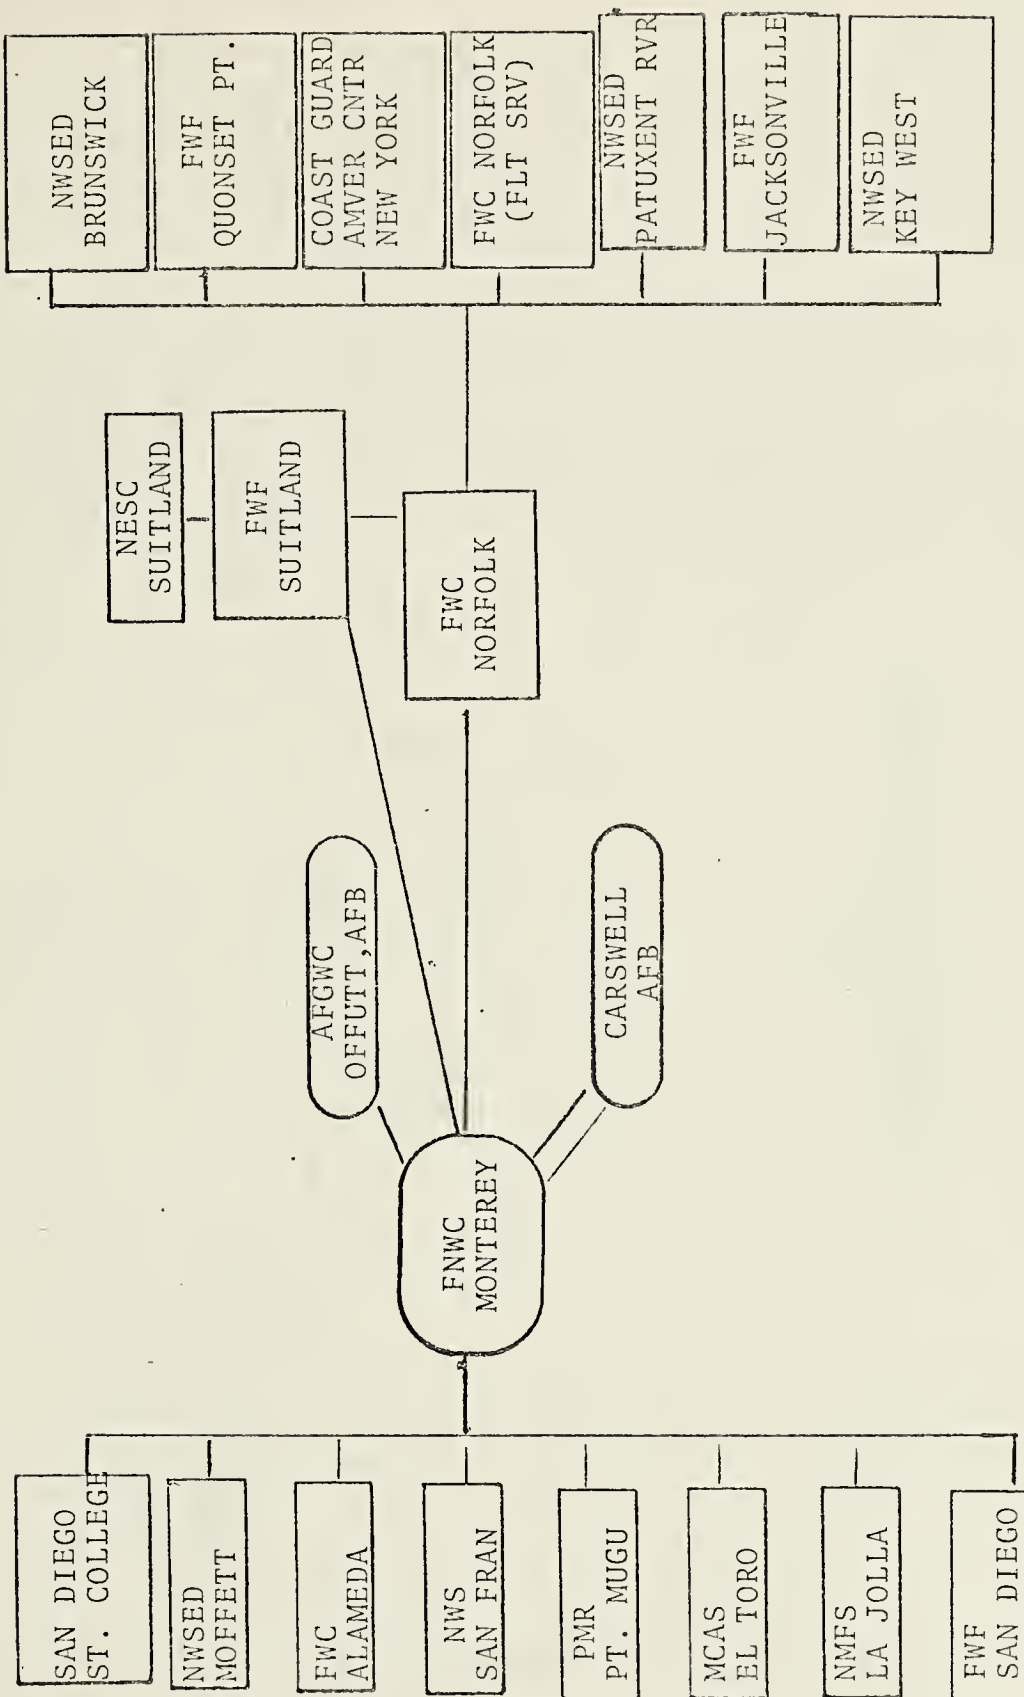 SAN DIEGO
ST. COLLEGE
NWSED
MOFFETT
FWC
ALAMEDA
NWS
SAN FRAN
PMR
PT. MUGU
MCAS
EL TORO
NMFS
LA JOLLA
FWF
SAN DIEGO
FNWC
MONTEREY
AFGWC
OFFUTT,AFB
CARSWELL
AFB
NESC
SUITLAND
FWF
SUITLAND
FWC
NORFOLK
NWSED
BRUNSWICK
FWF
QUONSET PT.
COAST GUARD
AMVER CNTR
NEW YORK
FWC NORFOLK
(FLT SRV)
NWSED
PATUXENT RVR
FWF
JACKSONVILLE
NWSED
KEY WEST